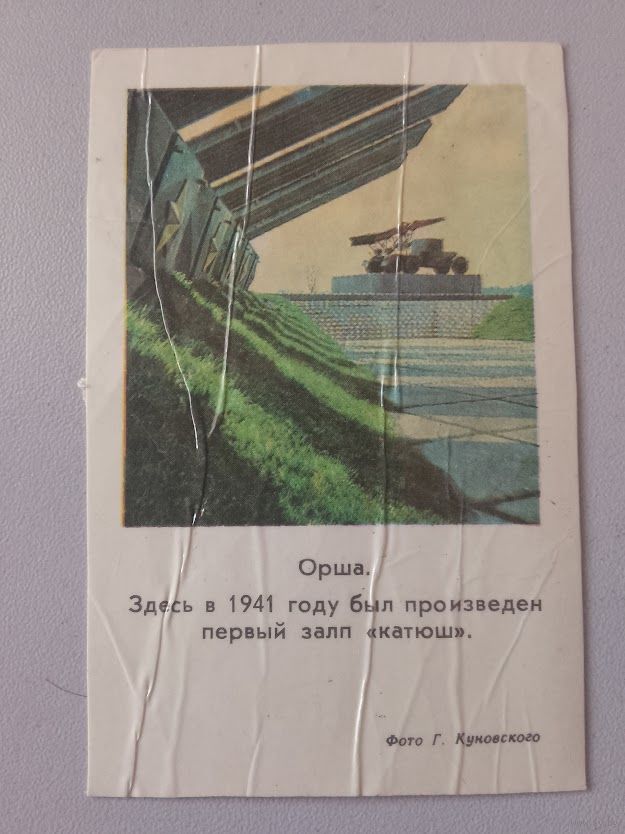 Орша.
Здесь в 1941 году был произведен
первый залп «катюш».
Фото Г. Куновского